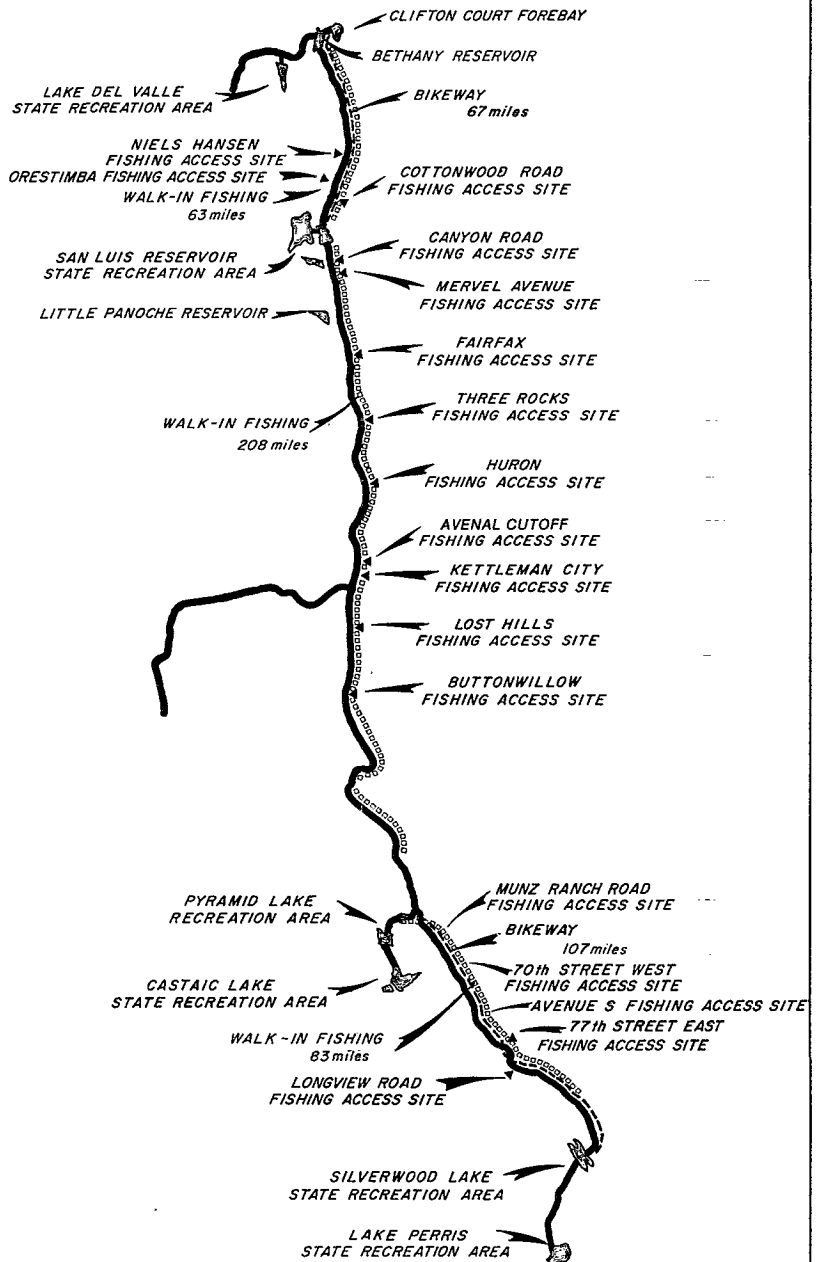 CLIFTON COURT FOREBAY
BETHANY RESERVOIR
LAKE DEL VALLE
STATE RECREATION AREA
BIKEWAY
67 miles
NIELS HANSEN
FISHING ACCESS SITE
ORESTIMBA FISHING ACCESS SITE
WALK-IN FISHING
63 miles
COTTONWOOD ROAD
FISHING ACCESS SITE
SAN LUIS RESERVOIR
STATE RECREATION AREA
CANYON ROAD
FISHING ACCESS SITE
MERVEL AVENUE
FISHING ACCESS SITE
LITTLE PANOCHE RESERVOIR
FAIRFAX
FISHING ACCESS SITE
WALK-IN FISHING
208 miles
THREE ROCKS
FISHING ACCESS SITE
HURON
FISHING ACCESS SITE
AVENAL CUTOFF
FISHING ACCESS SITE
KETTLEMAN CITY
FISHING ACCESS SITE
LOST HILLS
FISHING ACCESS SITE
BUTTONWILLOW
FISHING ACCESS SITE
PYRAMID LAKE
RECREATION AREA
MUNZ RANCH ROAD
FISHING ACCESS SITE
BIKEWAY
107 miles
70th STREET WEST
FISHING ACCESS SITE
CASTAIC LAKE
STATE RECREATION AREA
AVENUE S FISHING ACCESS SITE
WALK-IN FISHING
83 miles
77th STREET EAST
FISHING ACCESS SITE
LONGVIEW ROAD
FISHING ACCESS SITE
SILVERWOOD LAKE
STATE RECREATION AREA
LAKE PERRIS
STATE RECREATION AREA